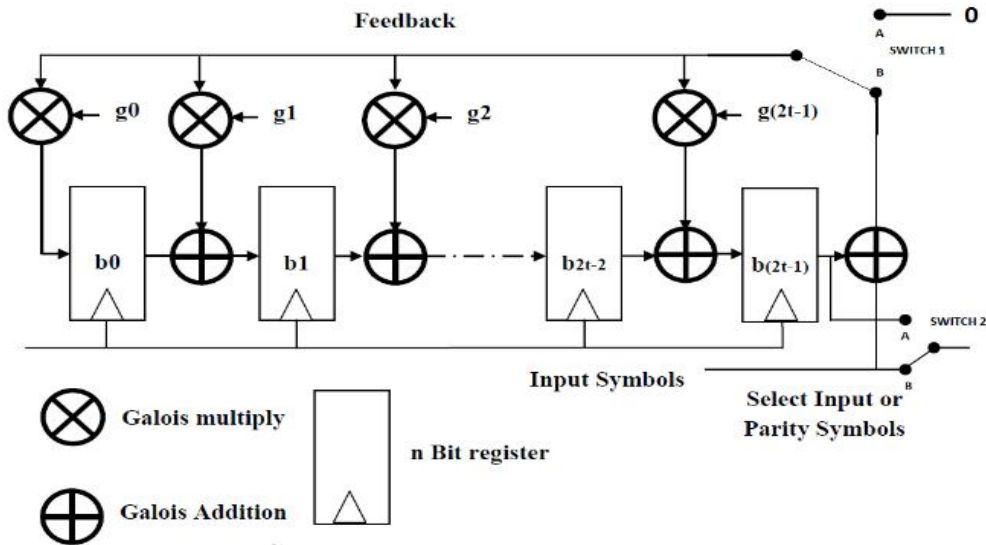 Feedback
0
A
SWITCH 1
B
g0
g1
g2
g(2t-1)
b0
b1
b2t-2
b(2t-1)
A
SWITCH 2
B
Input Symbols
Select Input or
Parity Symbols
Galois multiply
n Bit register
Galois Addition